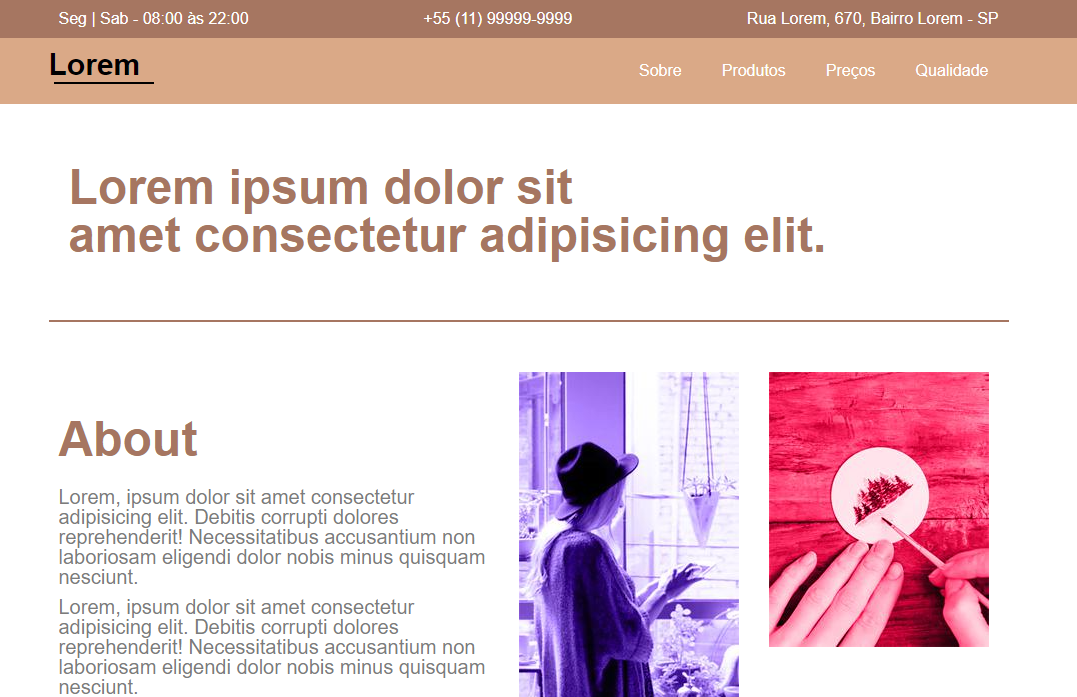 Seg | Sab - 08:00 às 22:00
+55 (11) 99999-9999
Rua Lorem, 670, Bairro Lorem - SP
Lorem
Sobre
Produtos
Preços
Qualidade
Lorem ipsum dolor sit
amet consectetur adipisicing elit.
About
Lorem, ipsum dolor sit amet consectetur
adipisicing elit. Debitis corrupti dolores
reprehenderit! Necessitatibus accusantium non
laboriosam eligendi dolor nobis minus quisquam
nesciunt.
Lorem, ipsum dolor sit amet consectetur
adipisicing elit. Debitis corrupti dolores
reprehenderit! Necessitatibus accusantium non
laboriosam eligendi dolor nobis minus quisquam
nesciunt.